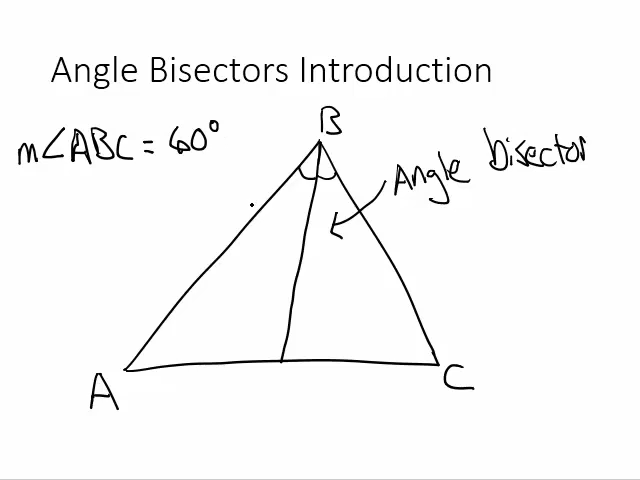 Angle Bisectors Introduction
B
m∠ABC = 60°
Angle bisector
A
C